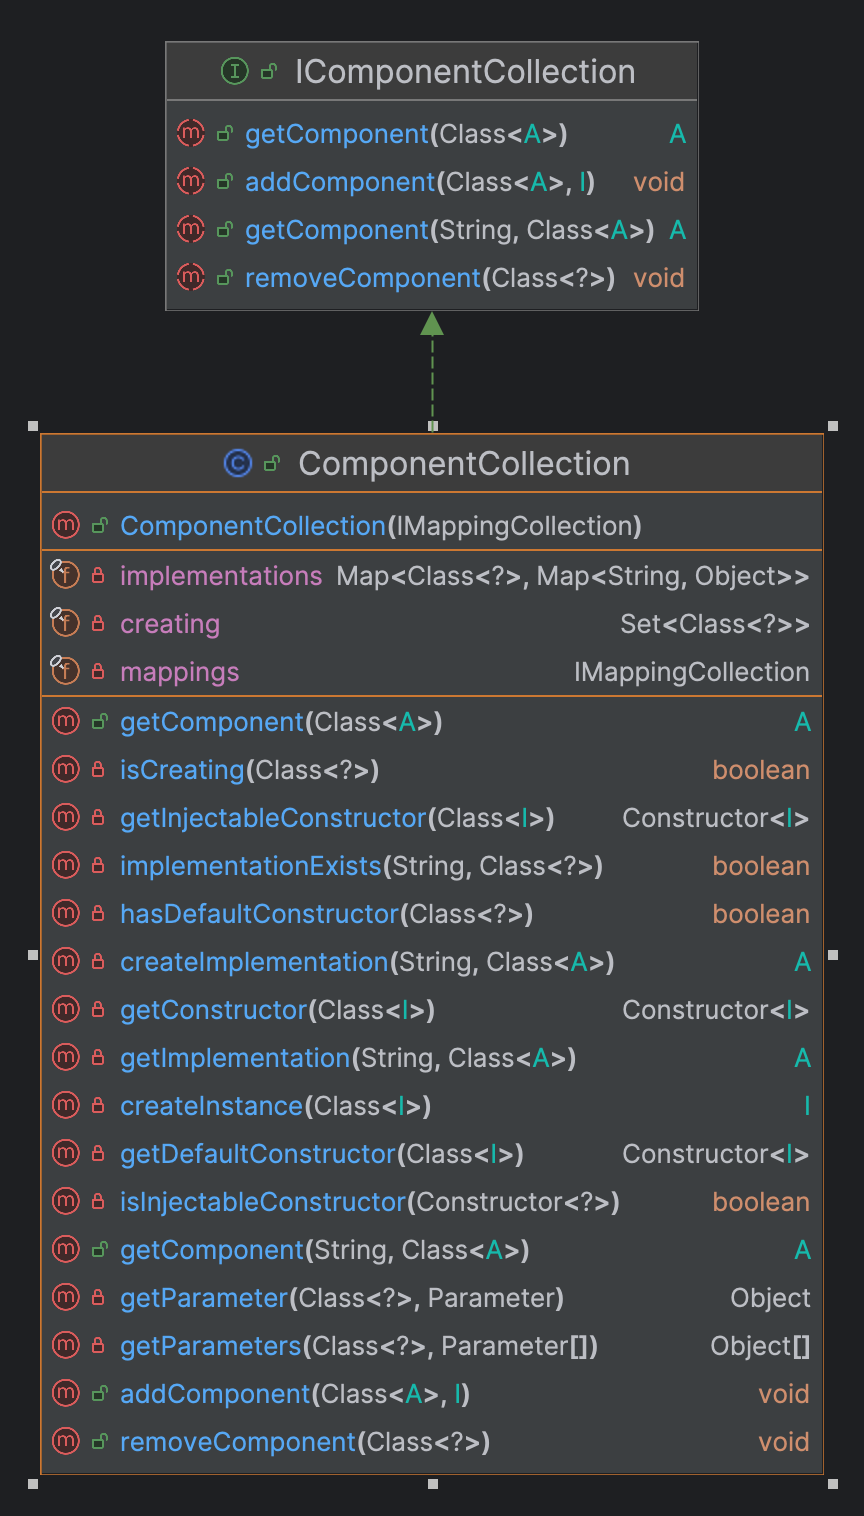 IComponentCollection
getComponent(Class<A>) A
addComponent(Class<A>, I) void
getComponent(String, Class<A>) A
removeComponent(Class<?>) void
ComponentCollection
ComponentCollection(IMappingCollection)
implementations Map<Class<?>, Map<String, Object>>
creating Set<Class<?>>
mappings IMappingCollection
getComponent(Class<A>) A
isCreating(Class<?>) boolean
getInjectableConstructor(Class<I>) Constructor<I>
implementationExists(String, Class<?>) boolean
hasDefaultConstructor(Class<?>) boolean
createImplementation(String, Class<A>) A
getConstructor(Class<I>) Constructor<I>
getImplementation(String, Class<A>) A
createInstance(Class<I>) I
getDefaultConstructor(Class<I>) Constructor<I>
isInjectableConstructor(Constructor<?>) boolean
getComponent(String, Class<A>) A
getParameter(Class<?>, Parameter) Object
getParameters(Class<?>, Parameter[]) Object[]
addComponent(Class<A>, I) void
removeComponent(Class<?>) void